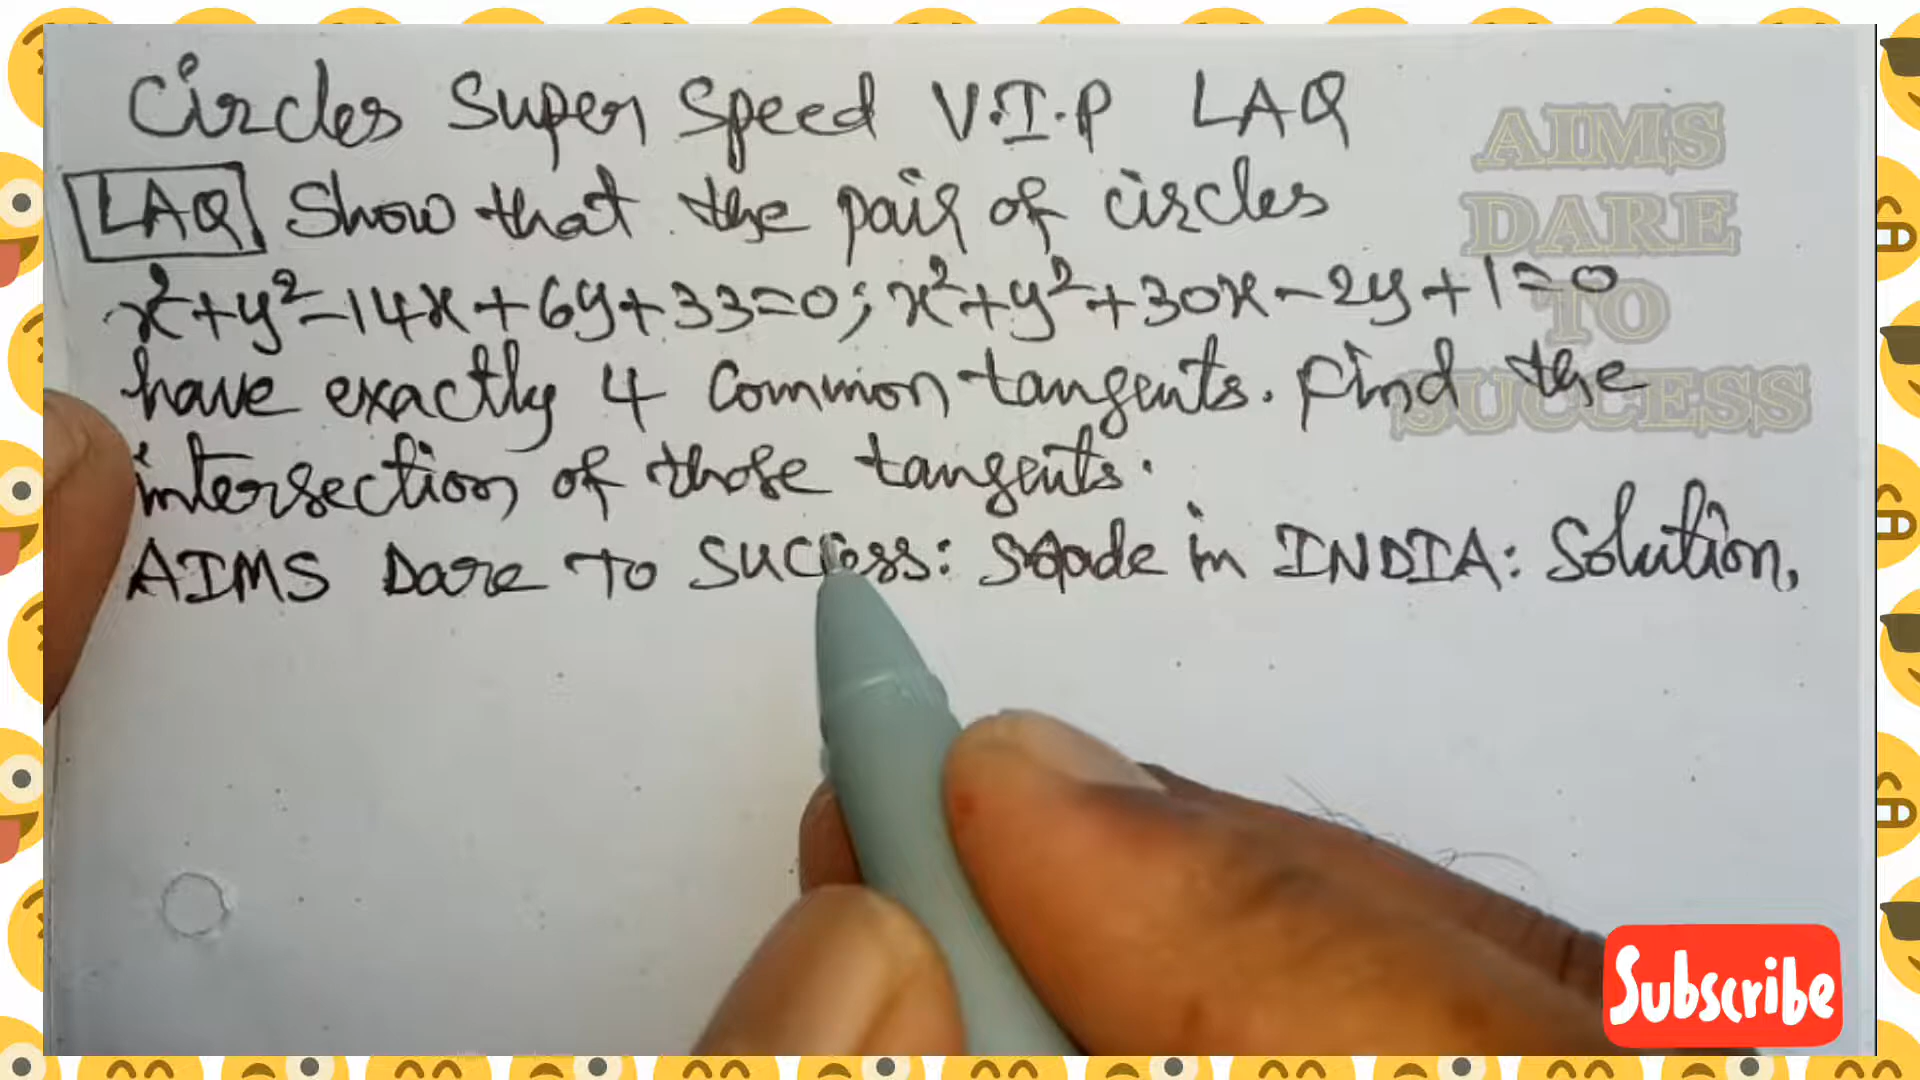 Circles Super Speed V.I.P LAQ
LAQ Show that the pair of circles
x²+y²-14x+6y+33=0; x²+y²+30x-2y+1=0
have exactly 4 common tangents. Find the
intersection of those tangents.
AIMS Dare To Success: in INDIA: Solution,
AIMS
DARE
TO
SUCCESS
Subscribe